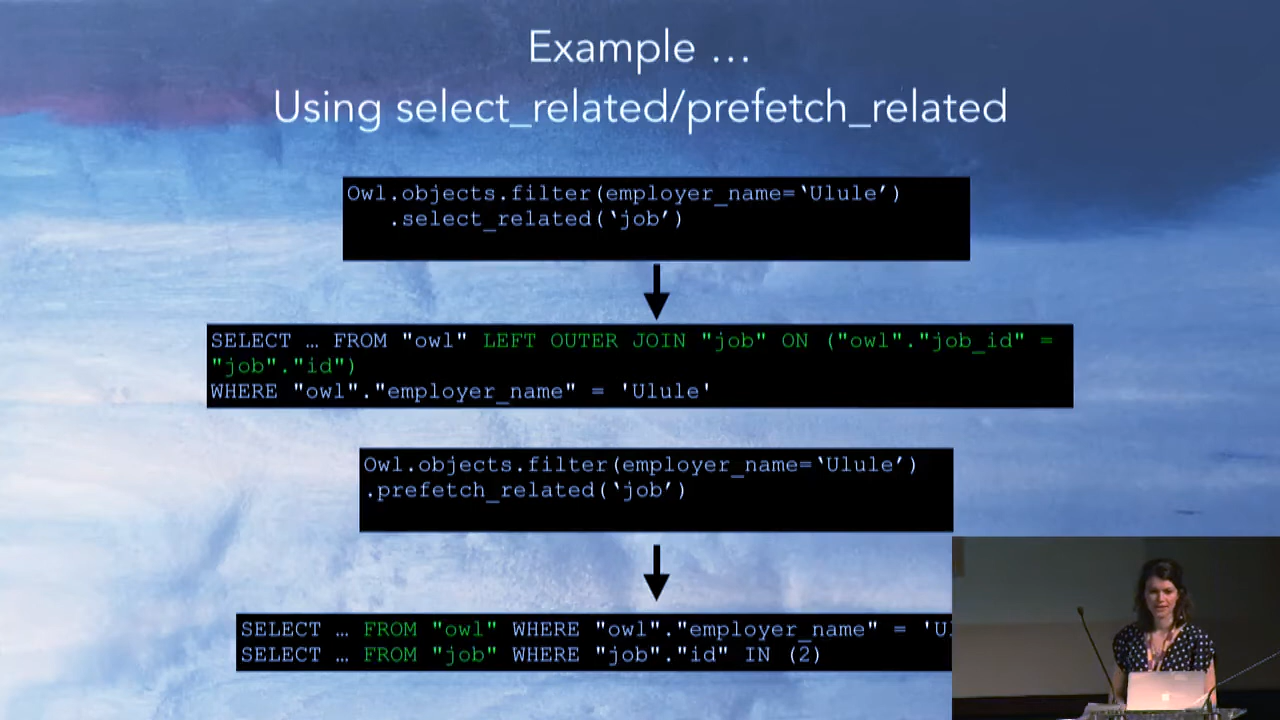 Example …
Using select_related/prefetch_related
Owl.objects.filter(employer_name=‘Ulule’)
.select_related(‘job’)
SELECT … FROM "owl" LEFT OUTER JOIN "job" ON ("owl"."job_id" =
"job"."id")
WHERE "owl"."employer_name" = 'Ulule'
Owl.objects.filter(employer_name=‘Ulule’)
.prefetch_related(‘job’)
SELECT … FROM "owl" WHERE "owl"."employer_name" = 'Ul
SELECT … FROM "job" WHERE "job"."id" IN (2)